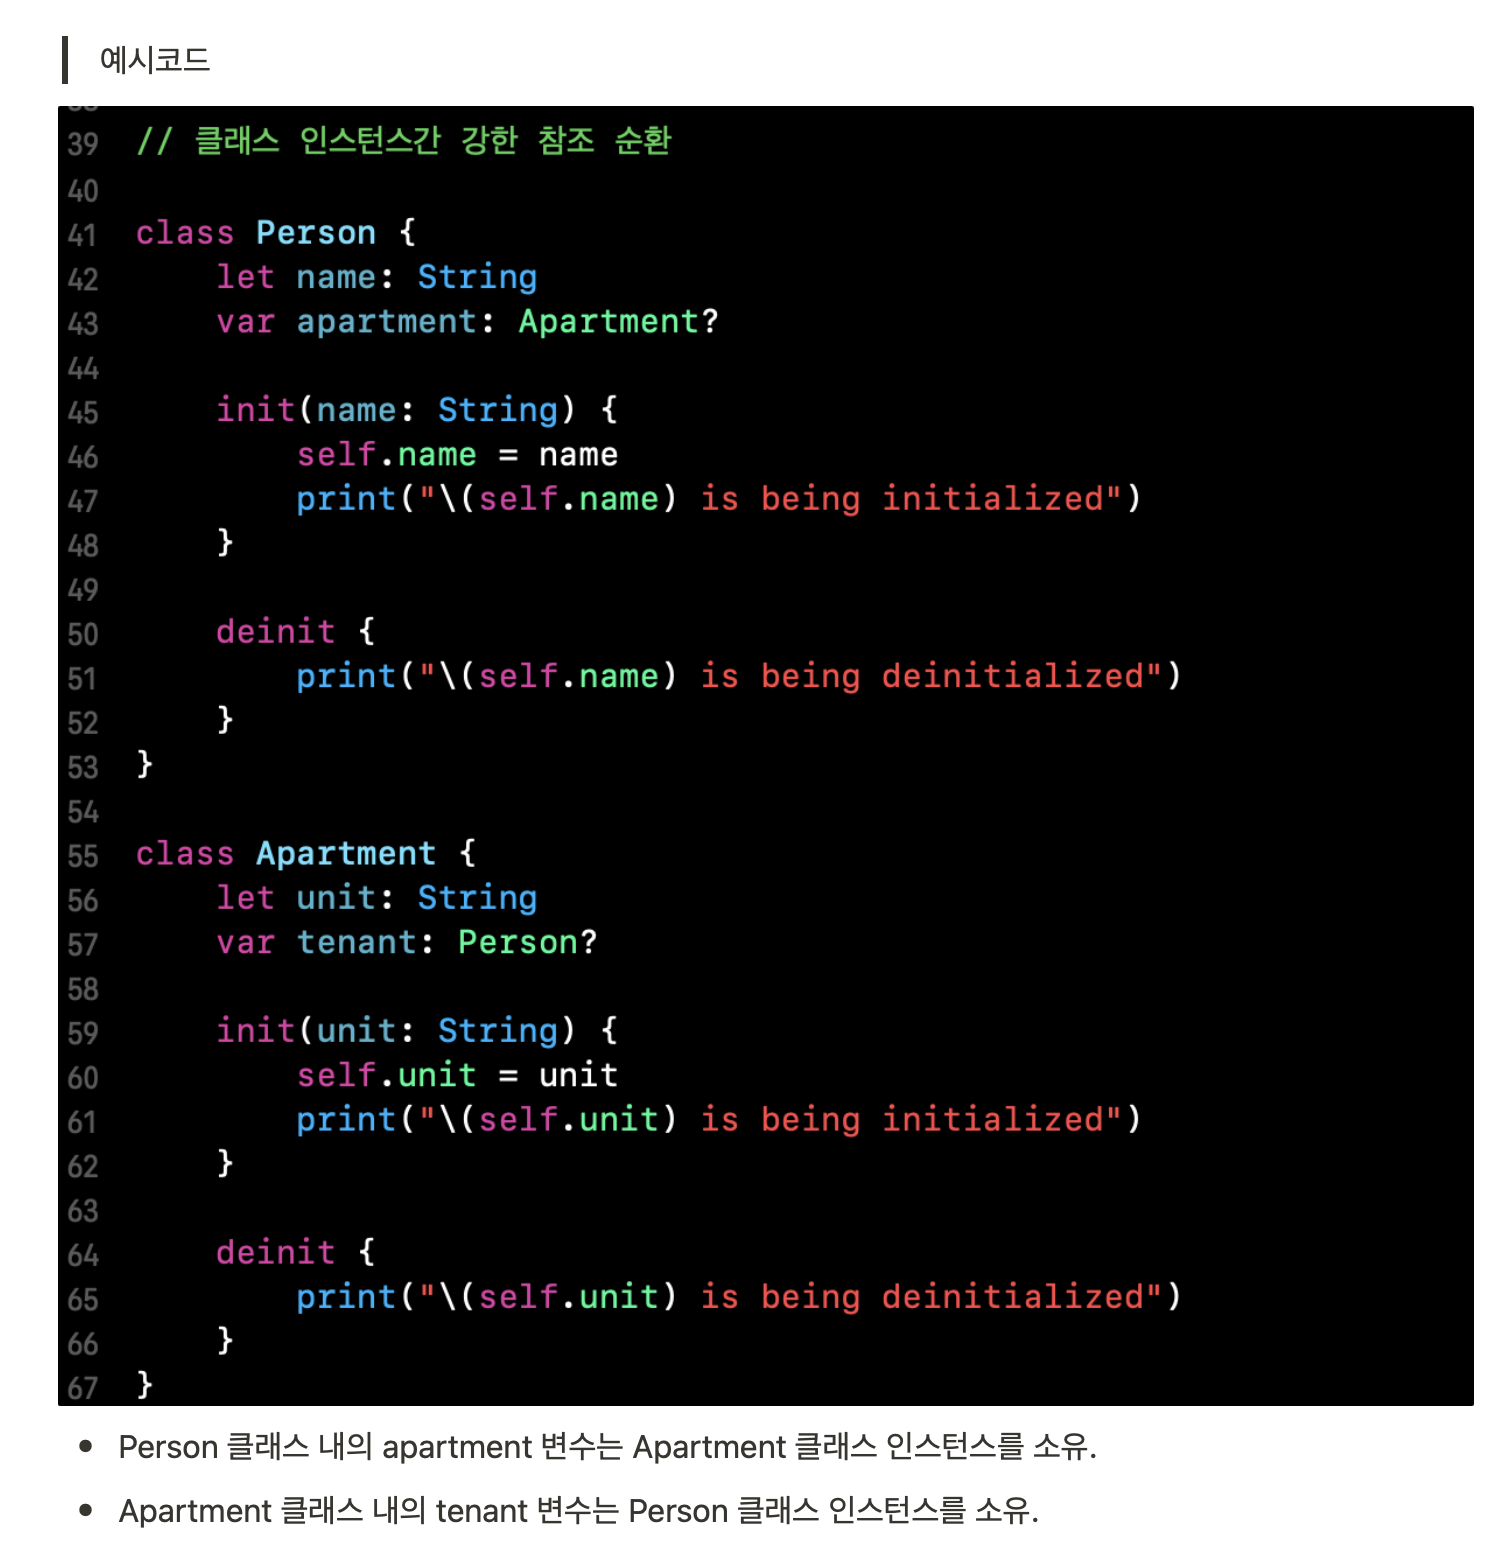 예시코드
39 // 클래스 인스턴스간 강한 참조 순환
40
41 class Person {
42     let name: String
43     var apartment: Apartment?
44
45     init(name: String) {
46         self.name = name
47         print("\(self.name) is being initialized")
48     }
49
50     deinit {
51         print("\(self.name) is being deinitialized")
52     }
53 }
54
55 class Apartment {
56     let unit: String
57     var tenant: Person?
58
59     init(unit: String) {
60         self.unit = unit
61         print("\(self.unit) is being initialized")
62     }
63
64     deinit {
65         print("\(self.unit) is being deinitialized")
66     }
67 }
• Person 클래스 내의 apartment 변수는 Apartment 클래스 인스턴스를 소유.
• Apartment 클래스 내의 tenant 변수는 Person 클래스 인스턴스를 소유.